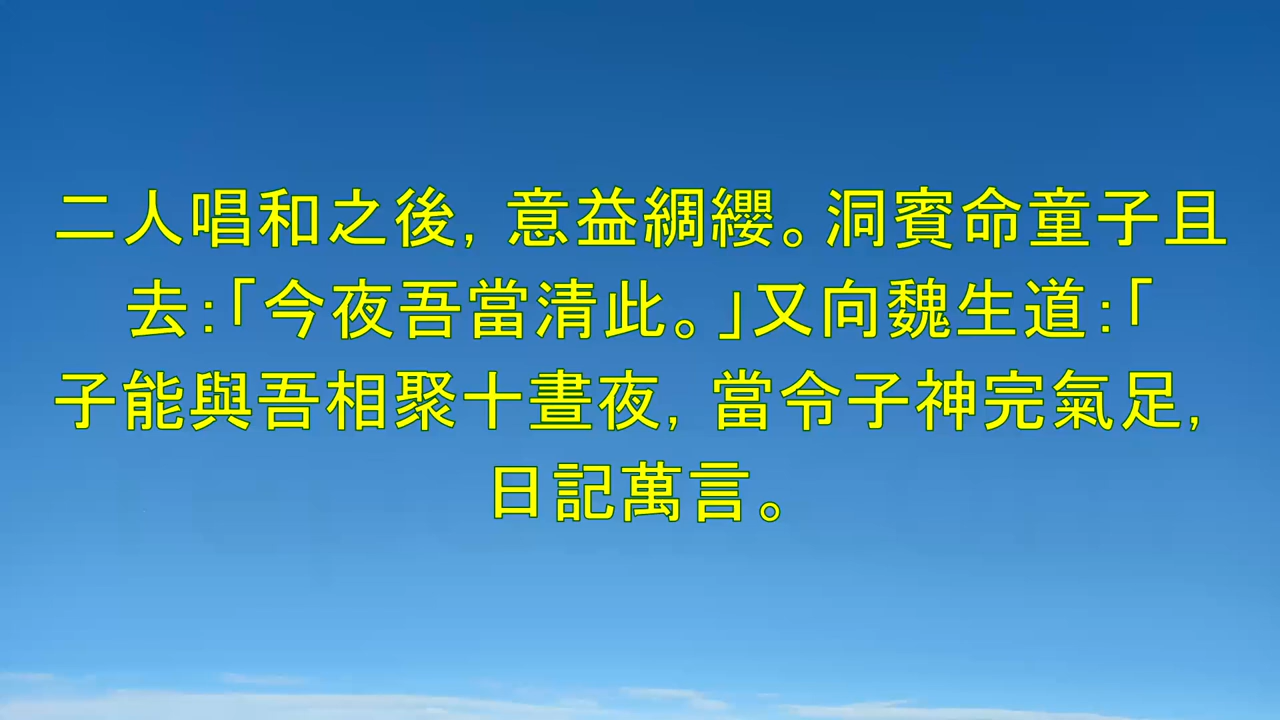 二人唱和之後,意益綢纓。洞賓命童子且
去:「今夜吾當清此。」又向魏生道:「
子能與吾相聚十晝夜,當令子神完氣足,
日記萬言。